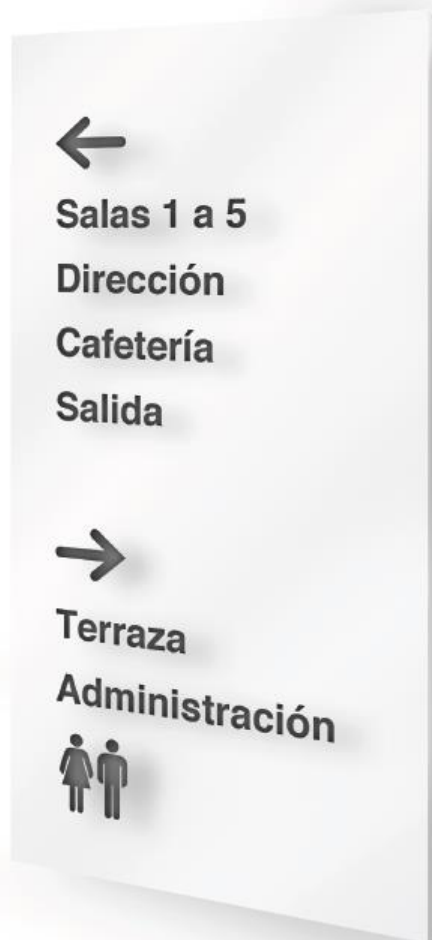 Salas 1 a 5
Dirección
Cafetería
Salida
Terraza
Administración